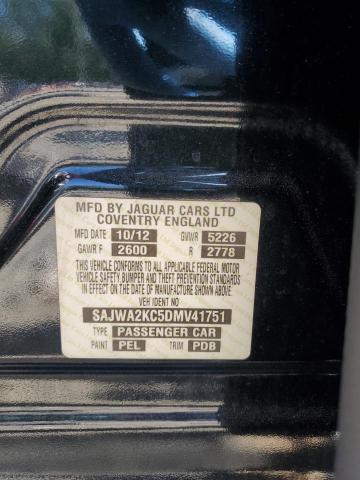 MFD BY JAGUAR CARS LTD
COVENTRY ENGLAND
MFD DATE 10/12 GVWR 5226
GAWR F 2600 R 2778
THIS VEHICLE CONFORMS TO ALL APPLICABLE FEDERAL MOTOR
VEHICLE SAFETY BUMPER AND THEFT PREVENTION STANDARDS
IN EFFECT ON THE DATE OF MANUFACTURE SHOWN ABOVE
VEH IDENT NO
SAJWA2KC5DMV41751
TYPE PASSENGER CAR
PAINT PEL TRIM PDB